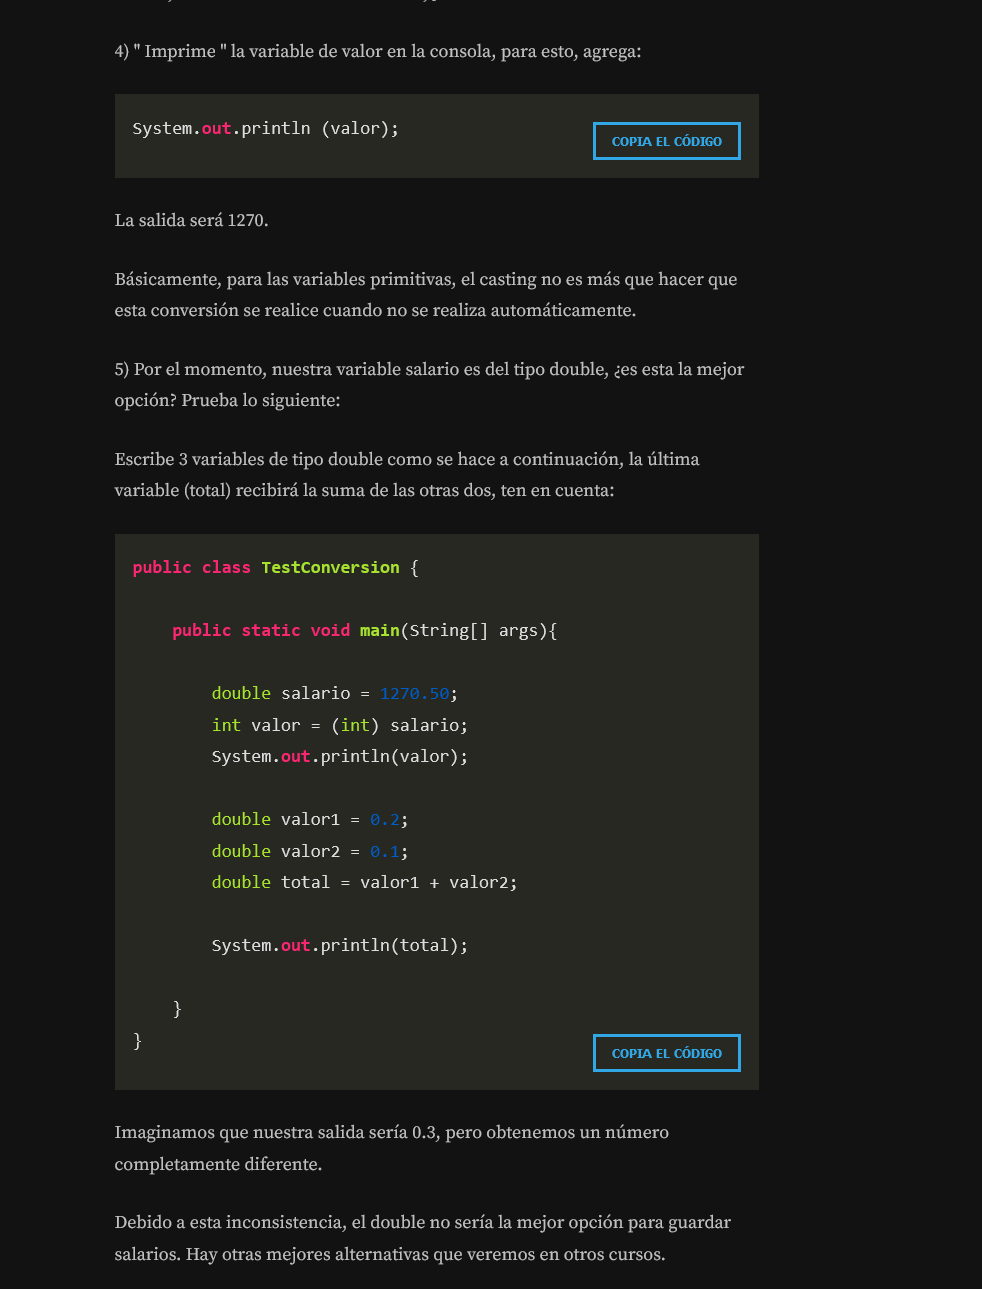 4) " Imprime " la variable de valor en la consola, para esto, agrega:
System.out.println (valor);
COPIA EL CÓDIGO
La salida será 1270.
Básicamente, para las variables primitivas, el casting no es más que hacer que
esta conversión se realice cuando no se realiza automáticamente.
5) Por el momento, nuestra variable salario es del tipo double, ¿es esta la mejor
opción? Prueba lo siguiente:
Escribe 3 variables de tipo double como se hace a continuación, la última
variable (total) recibirá la suma de las otras dos, ten en cuenta:
public class TestConversion {
    public static void main(String[] args){
        double salario = 1270.50;
        int valor = (int) salario;
        System.out.println(valor);
        double valor1 = 0.2;
        double valor2 = 0.1;
        double total = valor1 + valor2;
        System.out.println(total);
    }
}
COPIA EL CÓDIGO
Imaginamos que nuestra salida sería 0.3, pero obtenemos un número
completamente diferente.
Debido a esta inconsistencia, el double no sería la mejor opción para guardar
salarios. Hay otras mejores alternativas que veremos en otros cursos.